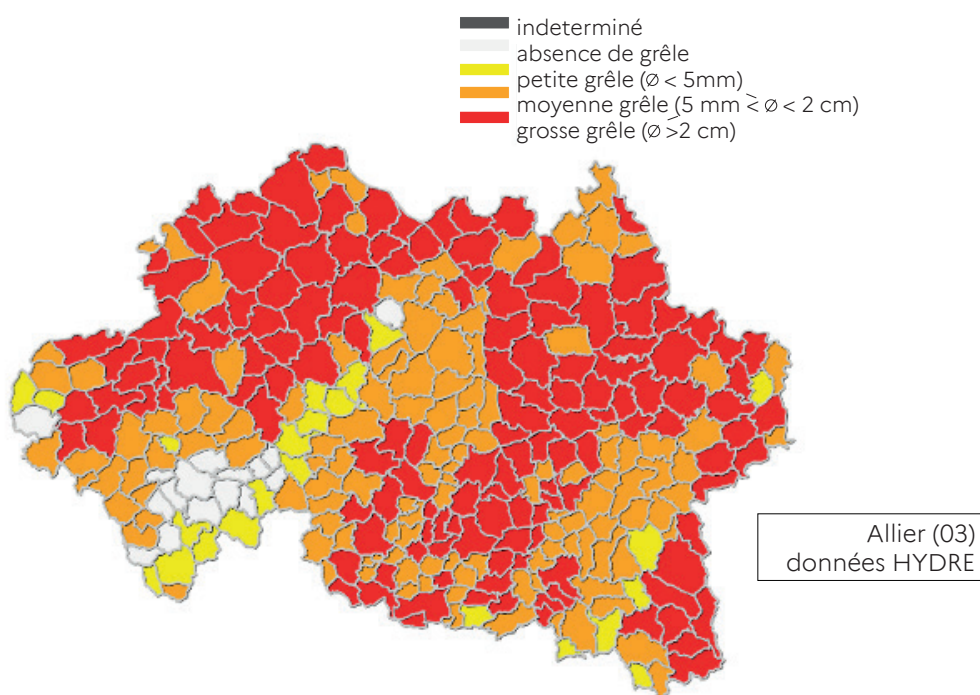 indeterminé
absence de grêle
petite grêle (ø < 5mm)
moyenne grêle (5 mm ≥ ø < 2 cm)
grosse grêle (ø >2 cm)
Allier (03)
données HYDRE